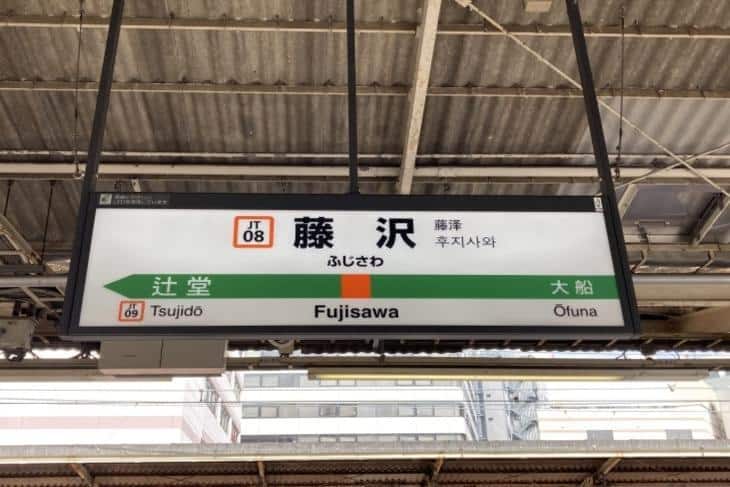 JT
08
藤沢
藤泽
후지사와
ふじさわ
辻堂
大船
JT
09
Tsujidō
Fujisawa
Ōfuna